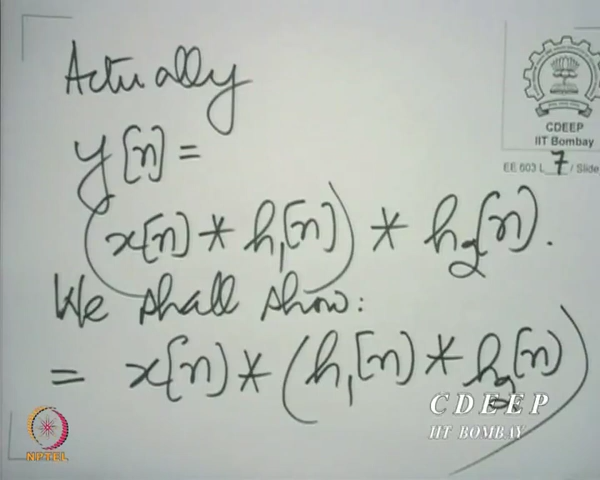 Actually
y[n] =
(x[n] * h₁[n]) * h₂[n].
We shall show:
= x[n] * (h₁[n] * h₂[n])
CDEEP
IIT Bombay
EE 603 L 7 / Slide
CDEEP
IIT BOMBAY
NPTEL